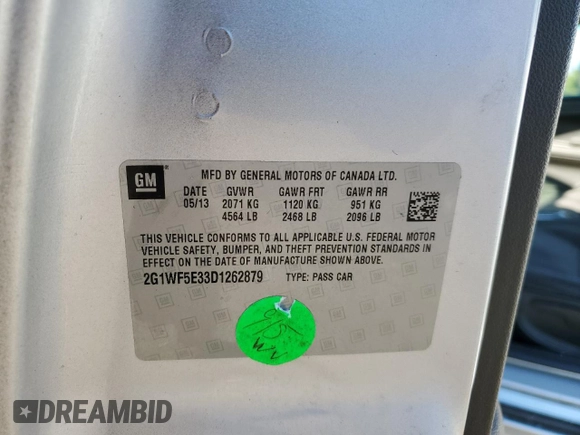 GM
MFD BY GENERAL MOTORS OF CANADA LTD.
DATE GVWR GAWR FRT GAWR RR
05/13 2071 KG 1120 KG 951 KG
4564 LB 2468 LB 2096 LB
THIS VEHICLE CONFORMS TO ALL APPLICABLE U.S. FEDERAL MOTOR
VEHICLE SAFETY, BUMPER, AND THEFT PREVENTION STANDARDS IN
EFFECT ON THE DATE OF MANUFACTURE SHOWN ABOVE.
2G1WF5E33D1262879 TYPE: PASS CAR
DREAMBID